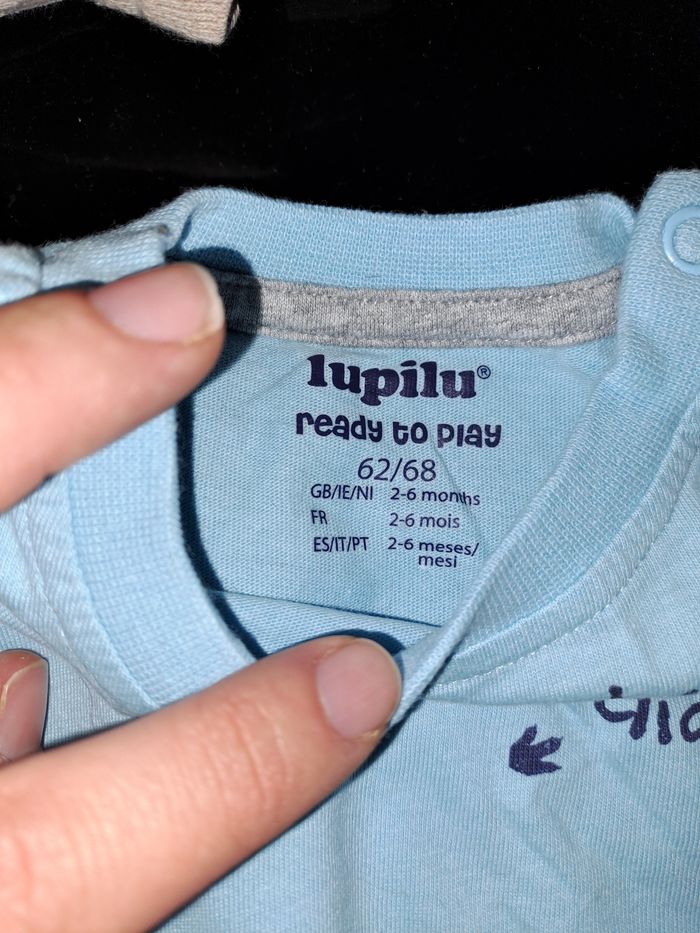 lupilu®
ready to play
62/68
GB/IE/NI 2-6 months
FR 2-6 mois
ES/IT/PT 2-6 meses/
mesi